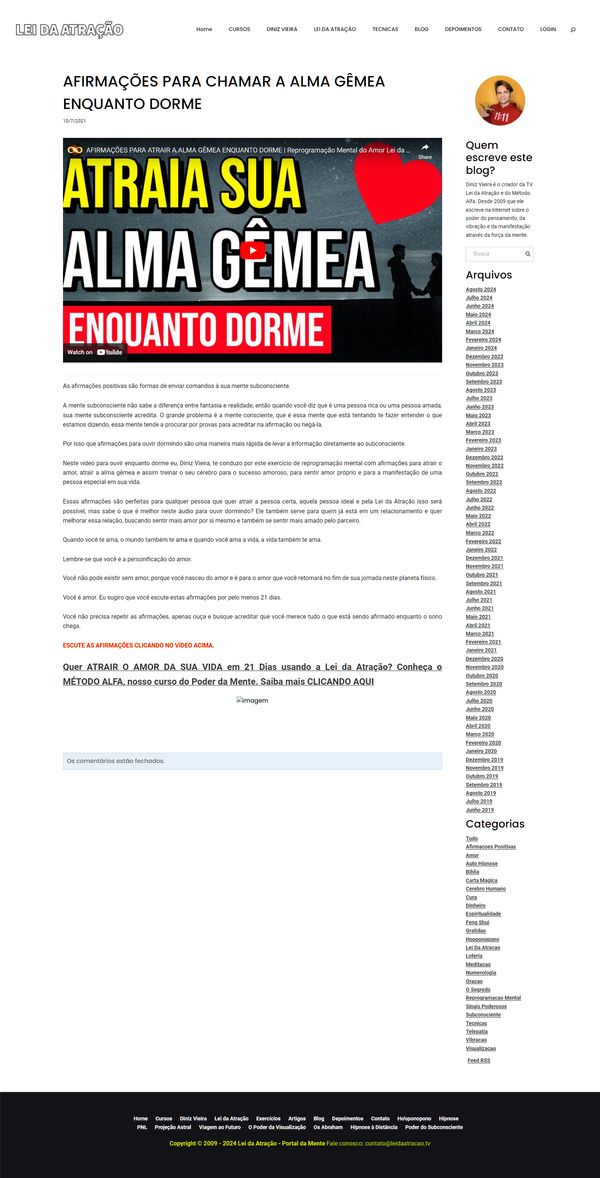 LEI DA ATRAÇÃO
Home CURSOS DINIZ VIEIRA LEI DA ATRAÇÃO TECNICAS BLOG DEPOIMENTOS CONTATO LOGIN
AFIRMAÇÕES PARA CHAMAR A ALMA GÊMEA
ENQUANTO DORME
10/7/2021
AFIRMAÇÕES PARA ATRAIR A ALMA GÊMEA ENQUANTO DORME | Reprogramação Mental do Amor Lei da ...
Share
ATRAIA SUA
ALMA GÊMEA
ENQUANTO DORME
Watch on YouTube
As afirmações positivas são formas de enviar comandos à sua mente subconsciente.
A mente subconsciente não sabe a diferença entre fantasia e realidade, então quando você diz que é uma pessoa rica ou uma pessoa amada,
sua mente subconsciente acredita. O grande problema é a mente consciente, que é essa mente que está tentando te fazer entender o que
estamos dizendo, essa mente tende a procurar por provas para acreditar na afirmação ou negá-la.
Por isso que afirmações para ouvir dormindo são uma maneira mais rápida de levar a informação diretamente ao subconsciente.
Neste vídeo para ouvir enquanto dorme eu, Diniz Vieira, te conduzo por este exercício de reprogramação mental com afirmações para atrair o
amor, atrair a alma gêmea e assim treinar o seu cérebro para o sucesso amoroso, para sentir amor próprio e para a manifestação de uma
pessoa especial em sua vida.
Essas afirmações são perfeitas para qualquer pessoa que quer atrair a pessoa certa, aquela pessoa ideal e pela Lei da Atração isso será
possível, mas sabe o que é melhor neste áudio para ouvir dormindo? Ele também serve para quem já está em um relacionamento e quer
melhorar essa relação, buscando sentir mais amor por si mesmo e também se sentir mais amado pelo parceiro.
Quando você te ama, o mundo também te ama e quando você ama a vida, a vida também te ama.
Lembre-se que você é a personificação do amor.
Você não pode existir sem amor, porque você nasceu do amor e é para o amor que você retornará no fim de sua jornada neste planeta físico.
Você é amor. Eu sugiro que você escute estas afirmações por pelo menos 21 dias.
Você não precisa repetir as afirmações, apenas ouça e busque acreditar que você merece tudo o que está sendo afirmado enquanto o sono
chega.
ESCUTE AS AFIRMAÇÕES CLICANDO NO VÍDEO ACIMA.
Quer ATRAIR O AMOR DA SUA VIDA em 21 Dias usando a Lei da Atração? Conheça o
MÉTODO ALFA, nosso curso do Poder da Mente. Saiba mais CLICANDO AQUI
Imagem
Os comentários estão fechados.
11:11
Quem
escreve este
blog?
Diniz Vieira é o criador da TV
Lei da Atração e do Método
Alfa. Desde 2009 que ele
escreve na Internet sobre o
poder do pensamento, da
vibração e da manifestação
através da força da mente.
Busca
Arquivos
Agosto 2024
Julho 2024
Junho 2024
Maio 2024
Abril 2024
Março 2024
Fevereiro 2024
Janeiro 2024
Dezembro 2023
Novembro 2023
Outubro 2023
Setembro 2023
Agosto 2023
Julho 2023
Junho 2023
Maio 2023
Abril 2023
Março 2023
Fevereiro 2023
Janeiro 2023
Dezembro 2022
Novembro 2022
Outubro 2022
Setembro 2022
Agosto 2022
Julho 2022
Junho 2022
Maio 2022
Abril 2022
Março 2022
Fevereiro 2022
Janeiro 2022
Dezembro 2021
Novembro 2021
Outubro 2021
Setembro 2021
Agosto 2021
Julho 2021
Junho 2021
Maio 2021
Abril 2021
Março 2021
Fevereiro 2021
Janeiro 2021
Dezembro 2020
Novembro 2020
Outubro 2020
Setembro 2020
Agosto 2020
Julho 2020
Junho 2020
Maio 2020
Abril 2020
Março 2020
Fevereiro 2020
Janeiro 2020
Dezembro 2019
Novembro 2019
Outubro 2019
Setembro 2019
Agosto 2019
Julho 2019
Junho 2019
Categorias
Tudo
Afirmacoes Positivas
Amor
Auto Hipnose
Biblia
Carta Magica
Cerebro Humano
Cura
Dinheiro
Espiritualidade
Feng Shui
Gratidao
Hooponopono
Lei Da Atracao
Loteria
Meditacao
Numerologia
Oracao
O Segredo
Reprogramacao Mental
Sinais Poderosos
Subconsciente
Tecnicas
Telepatia
Vibracao
Visualizacao
Feed RSS
Home Cursos Diniz Vieira Lei da Atração Exercícios Artigos Blog Depoimentos Contato Ho'oponopono Hipnose
PNL Projeção Astral Viagem ao Futuro O Poder da Visualização Os Abraham Hipnose à Distância Poder do Subconsciente
Copyright © 2009 - 2024 Lei da Atração - Portal da Mente Fale conosco: contato@leidaatracao.tv